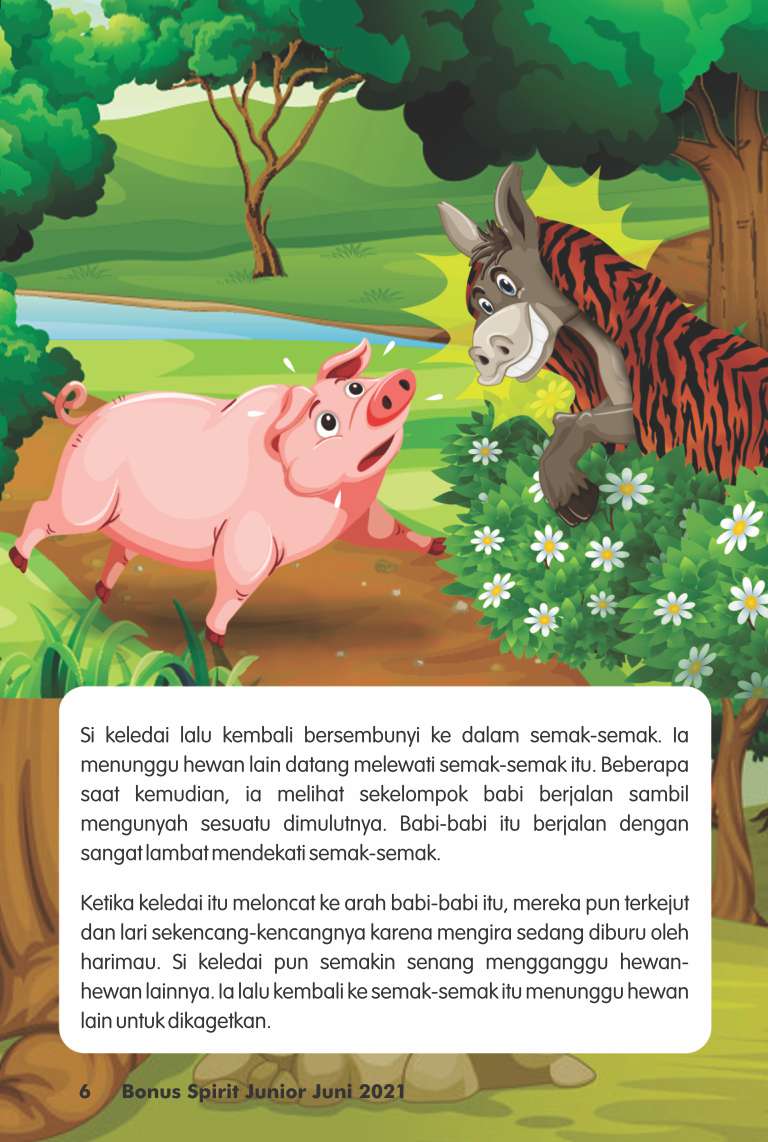 Si keledai lalu kembali bersembunyi ke dalam semak-semak. Ia
menunggu hewan lain datang melewati semak-semak itu. Beberapa
saat kemudian, ia melihat sekelompok babi berjalan sambil
mengunyah sesuatu dimulutnya. Babi-babi itu berjalan dengan
sangat lambat mendekati semak-semak.
Ketika keledai itu meloncat ke arah babi-babi itu, mereka pun terkejut
dan lari sekencang-kencangnya karena mengira sedang diburu oleh
harimau. Si keledai pun semakin senang mengganggu hewan-
hewan lainnya. Ia lalu kembali ke semak-semak itu menunggu hewan
lain untuk dikagetkan.
6 Bonus Spirit Junior Juni 2021